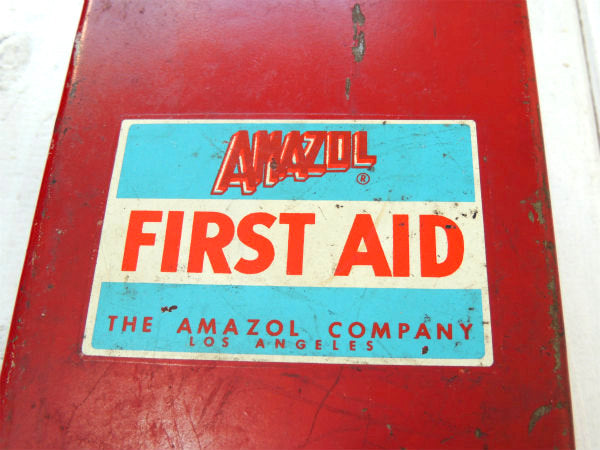 AMAZOL
®
FIRST AID
THE AMAZOL COMPANY
LOS ANGELES